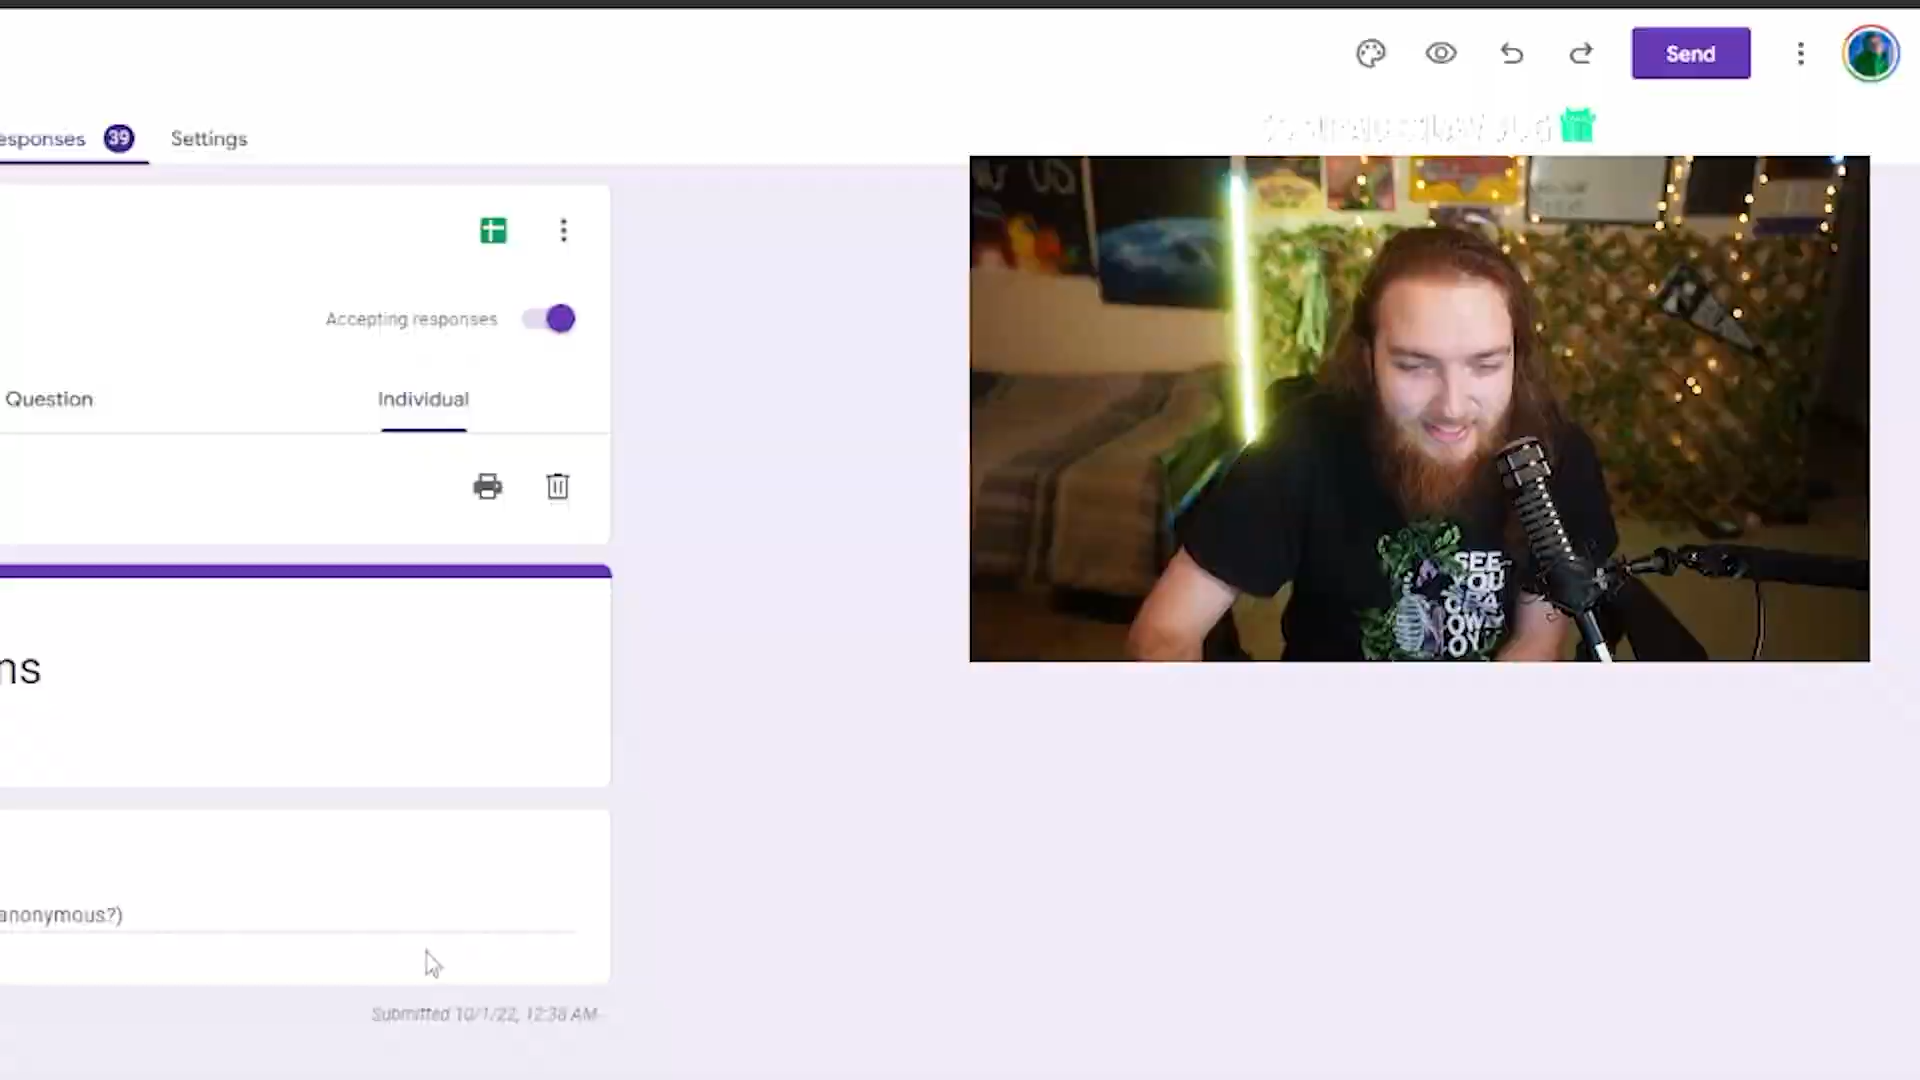 Send
esponses 39 Settings
Accepting responses
Question Individual
ns
SEE
YOU
OY
anonymous?)
Submitted 10/1/22, 12:38 AM